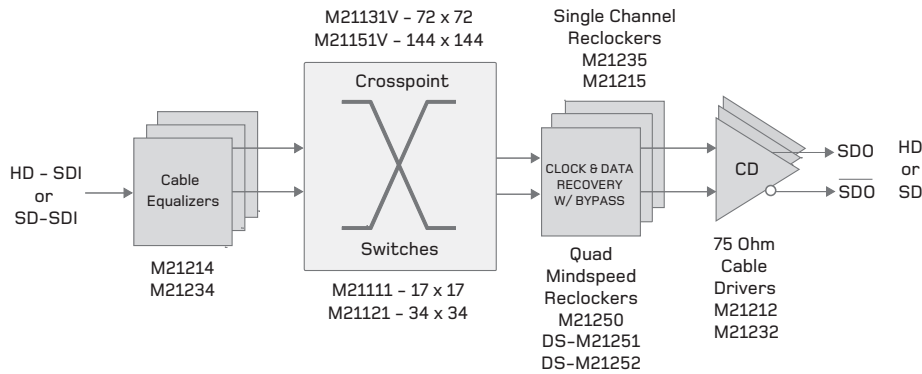 M21131V – 72 x 72
M21151V – 144 x 144
Single Channel
Reclockers
M21235
M21215
Crosspoint
Switches
HD – SDI
or
SD–SDI
Cable
Equalizers
M21214
M21234
M21111 – 17 x 17
M21121 – 34 x 34
CLOCK & DATA
RECOVERY
W/ BYPASS
Quad
Mindspeed
Reclockers
M21250
DS–M21251
DS–M21252
CD
75 Ohm
Cable
Drivers
M21212
M21232
SDO
SDO
HD
or
SD